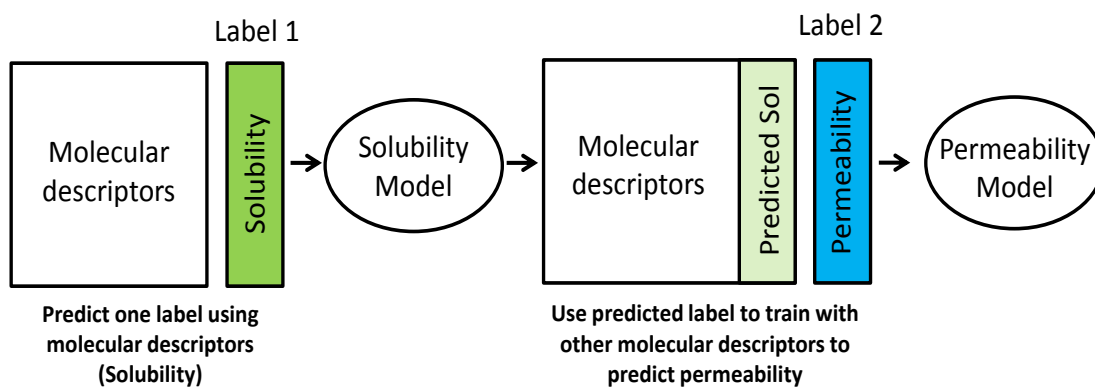 Label 1
Molecular
descriptors
Solubility
Solubility
Model
Label 2
Molecular
descriptors
Predicted Sol
Permeability
Permeability
Model
Predict one label using
molecular descriptors
(Solubility)
Use predicted label to train with
other molecular descriptors to
predict permeability